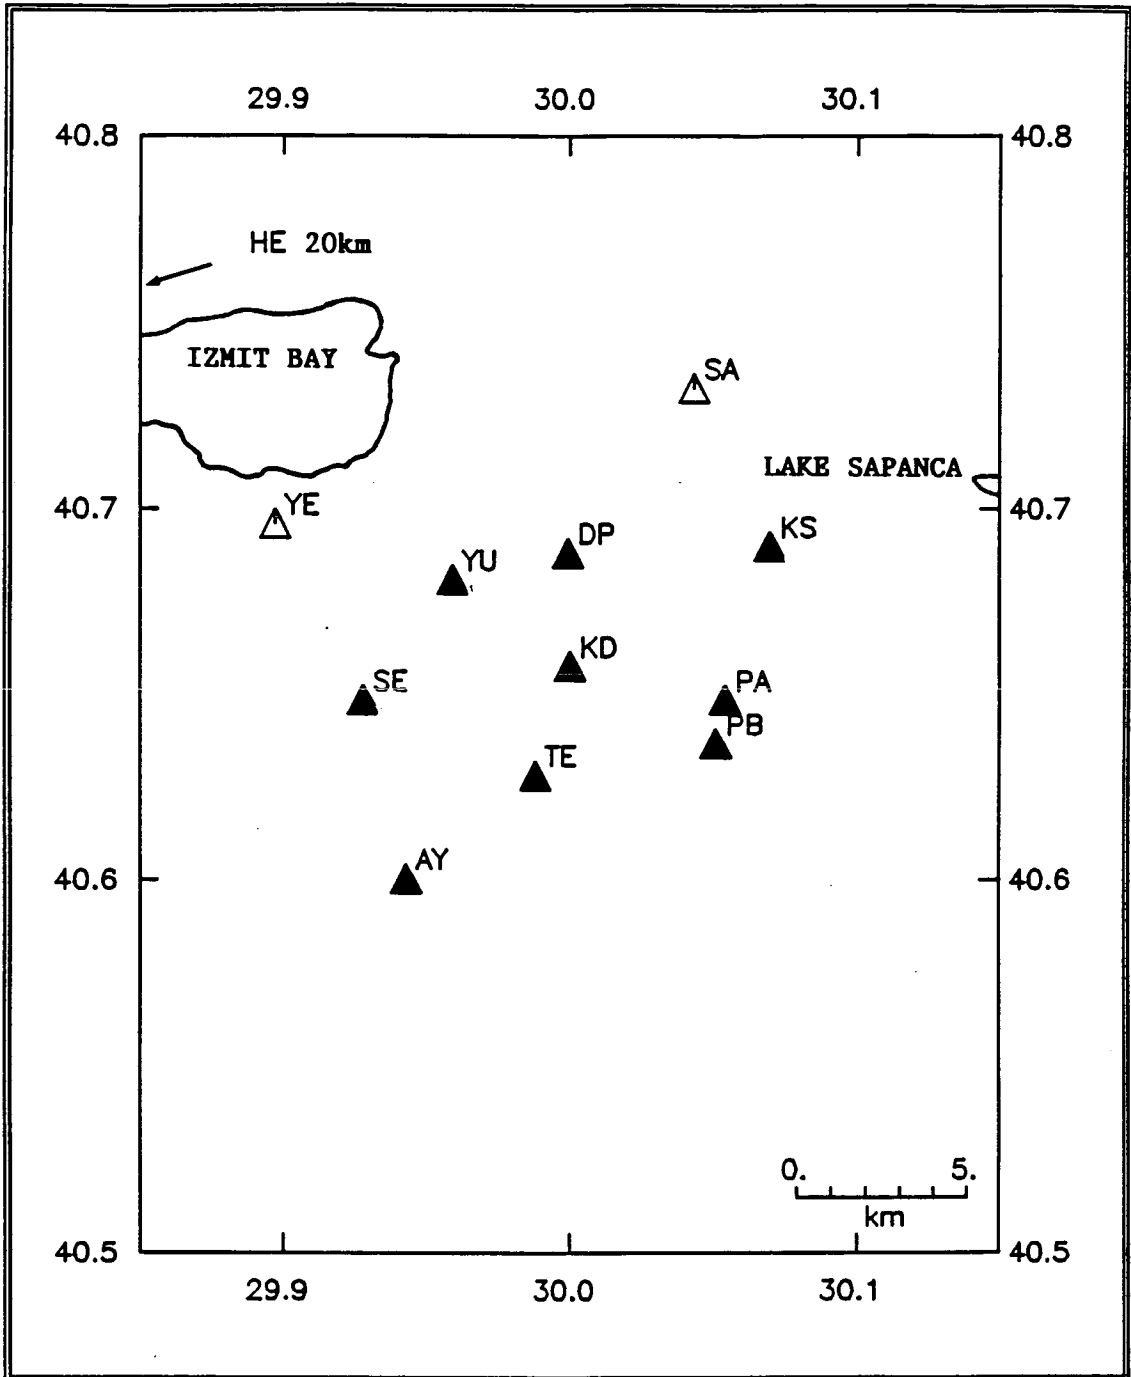 29.9 30.0 30.1
40.8 40.8
HE 20km
IZMIT BAY
SA
LAKE SAPANCA
40.7 YE 40.7
DP KS
YU
KD
SE PA
PB
TE
AY
40.6 40.6
0. 5.
km
40.5 40.5
29.9 30.0 30.1